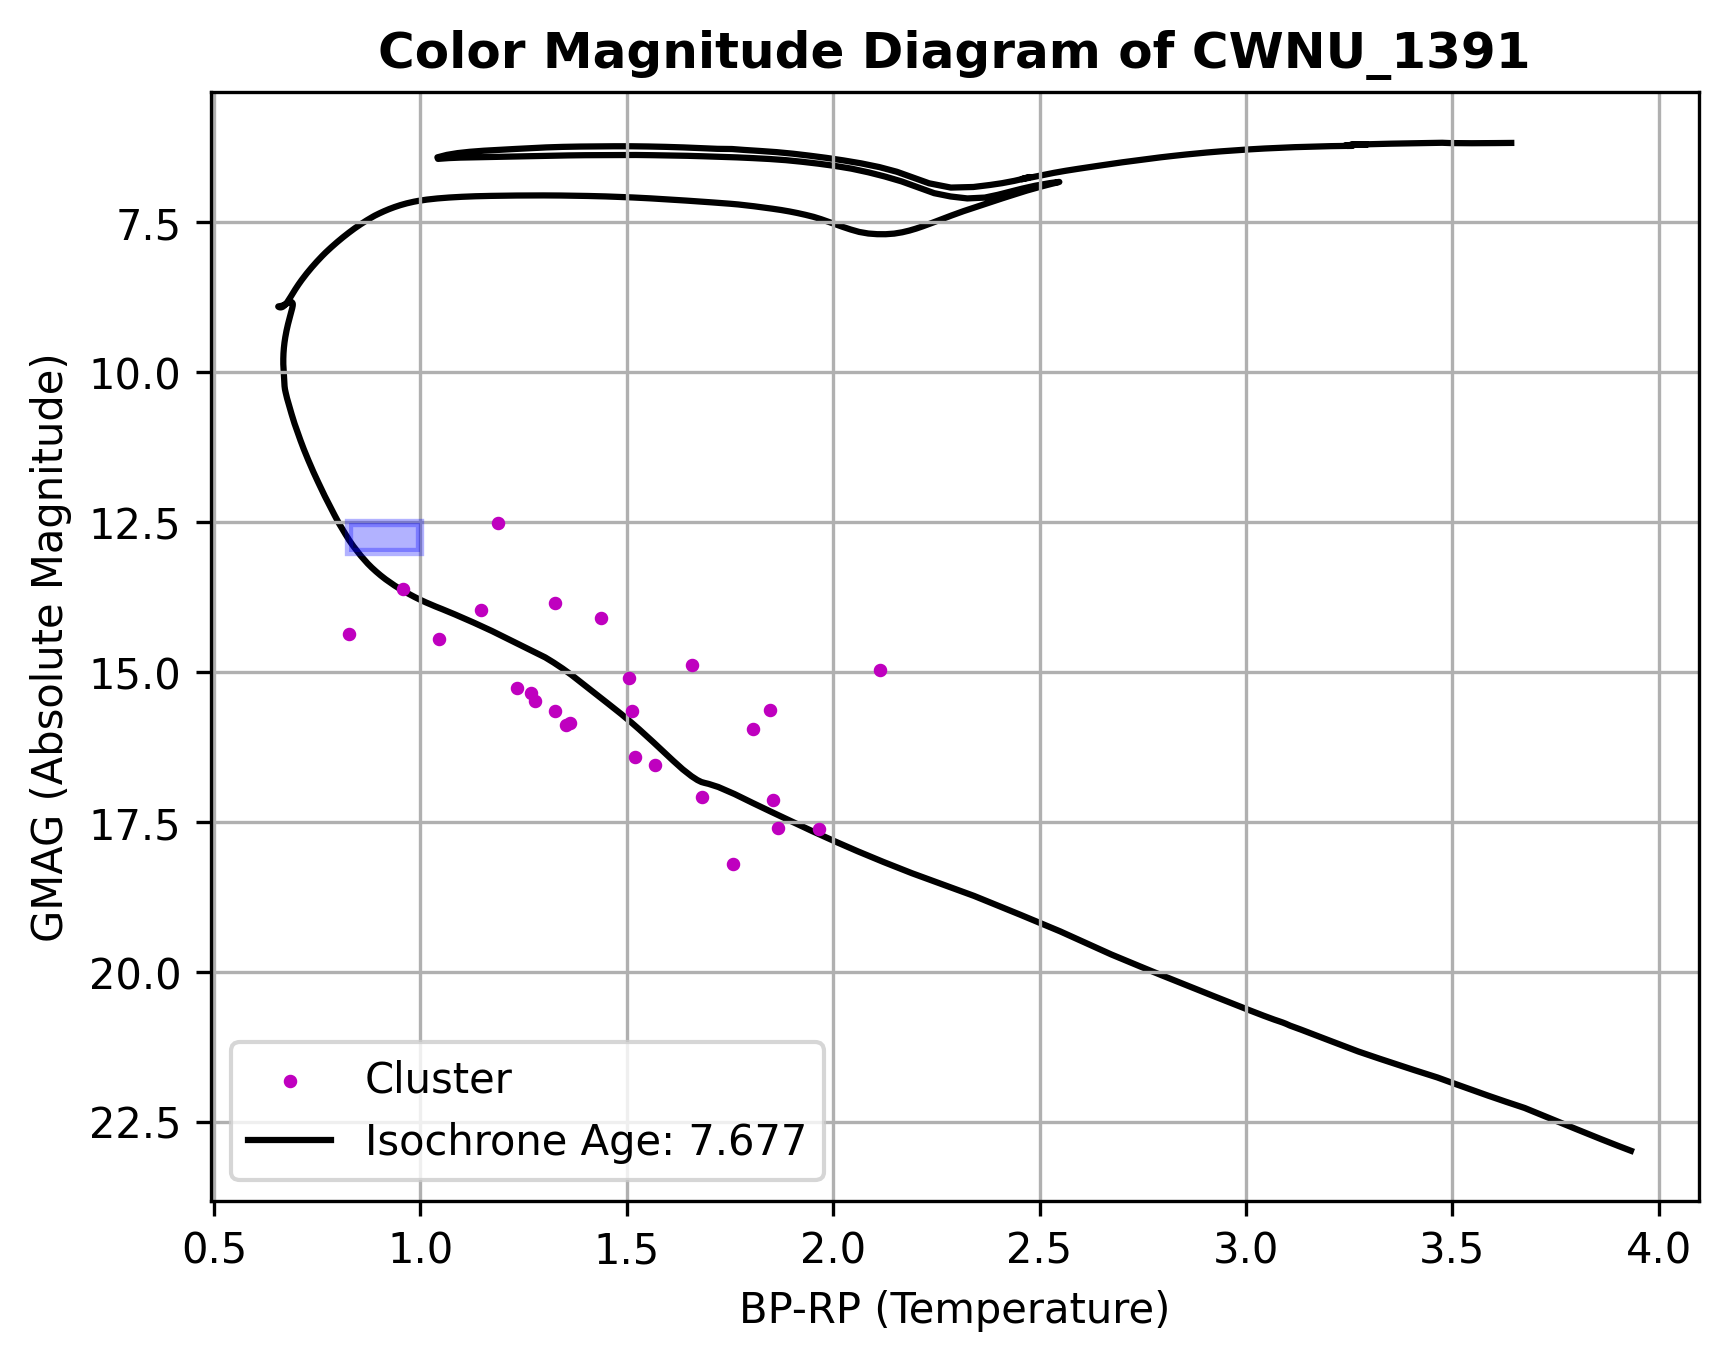 Color Magnitude Diagram of CWNU_1391
GMAG (Absolute Magnitude)
7.5
10.0
12.5
15.0
17.5
20.0
22.5
Cluster
Isochrone Age: 7.677
0.5 1.0 1.5 2.0 2.5 3.0 3.5 4.0
BP-RP (Temperature)